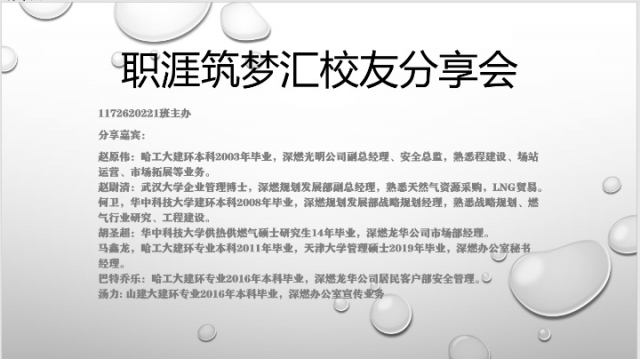 职涯筑梦汇校友分享会
1172620221班主办
分享嘉宾：
赵原伟：哈工大建环本科2003年毕业，深燃光明公司副总经理、安全总监，熟悉程建设、场站
运营、市场拓展等业务。
赵尉清：武汉大学企业管理博士，深燃规划发展部副总经理，熟悉天然气资源采购，LNG贸易。
何卫，华中科技大学建环本科2008年毕业，深燃规划发展部战略规划经理，熟悉战略规划、燃
气行业研究、工程建设。
胡圣超：华中科技大学供热供燃气硕士研究生14年毕业，深燃龙华公司市场部经理。
马鑫龙，哈工大建环专业本科2011年毕业，天津大学管理硕士2019年毕业，深燃办公室秘书
经理。
巴特乔乐：哈工大建环专业2016年本科毕业，深燃龙华公司居民客户部安全管理。
汤力: 山建大建环专业2016年本科毕业，深燃办公室宣传业务